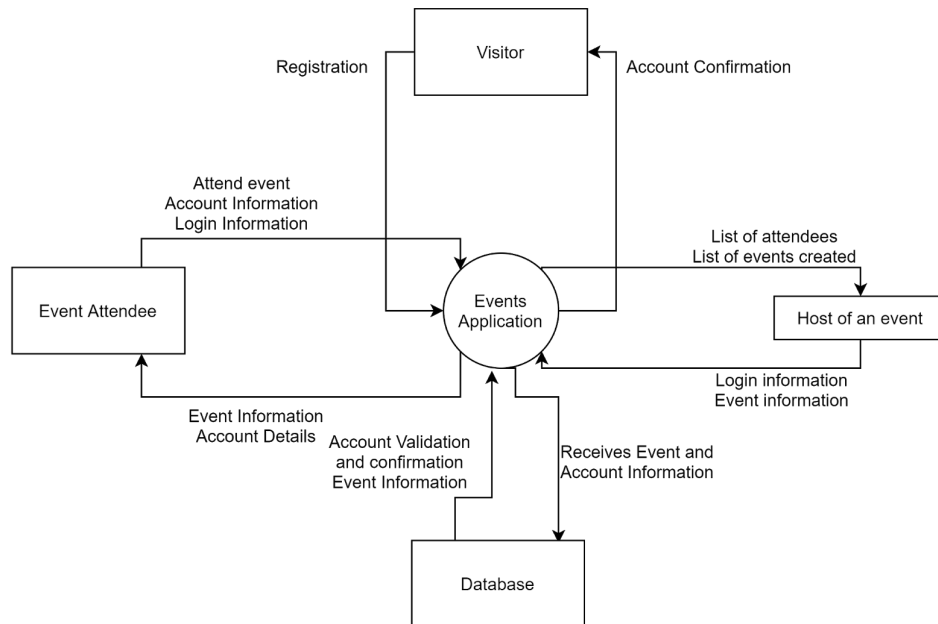 Visitor
Registration
Account Confirmation
Attend event
Account Information
Login Information
List of attendees
List of events created
Event Attendee
Events
Application
Host of an event
Login information
Event information
Event Information
Account Details
Account Validation
and confirmation
Event Information
Receives Event and
Account Information
Database